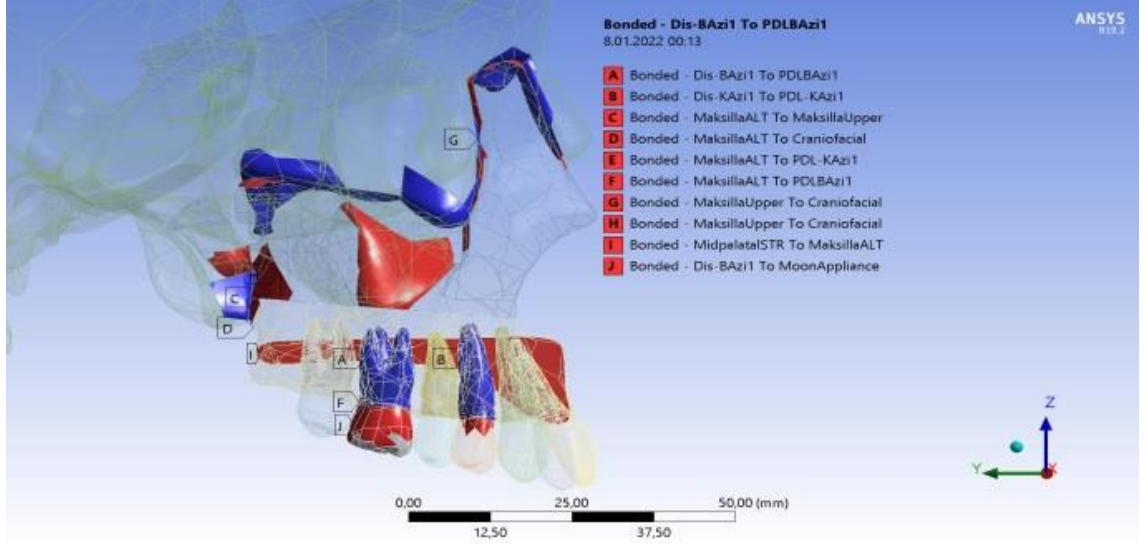 Bonded - Dis-BAzi1 To PDLBAzi1
8.01.2022 00:13
ANSYS
R19.2
A Bonded - Dis-BAzi1 To PDLBAzi1
B Bonded - Dis-KAzi1 To PDL-KAzi1
C Bonded - MaksillaALT To MaksillaUpper
D Bonded - MaksillaALT To Craniofacial
E Bonded - MaksillaALT To PDL-KAzi1
F Bonded - MaksillaALT To PDLBAzi1
G Bonded - MaksillaUpper To Craniofacial
H Bonded - MaksillaUpper To Craniofacial
I Bonded - MidpalatalSTR To MaksillaALT
J Bonded - Dis-BAzi1 To MoonAppliance
G
C
D
I
A
B
F
J
Z
Y
X
0,00 25,00 50,00 (mm)
12,50 37,50